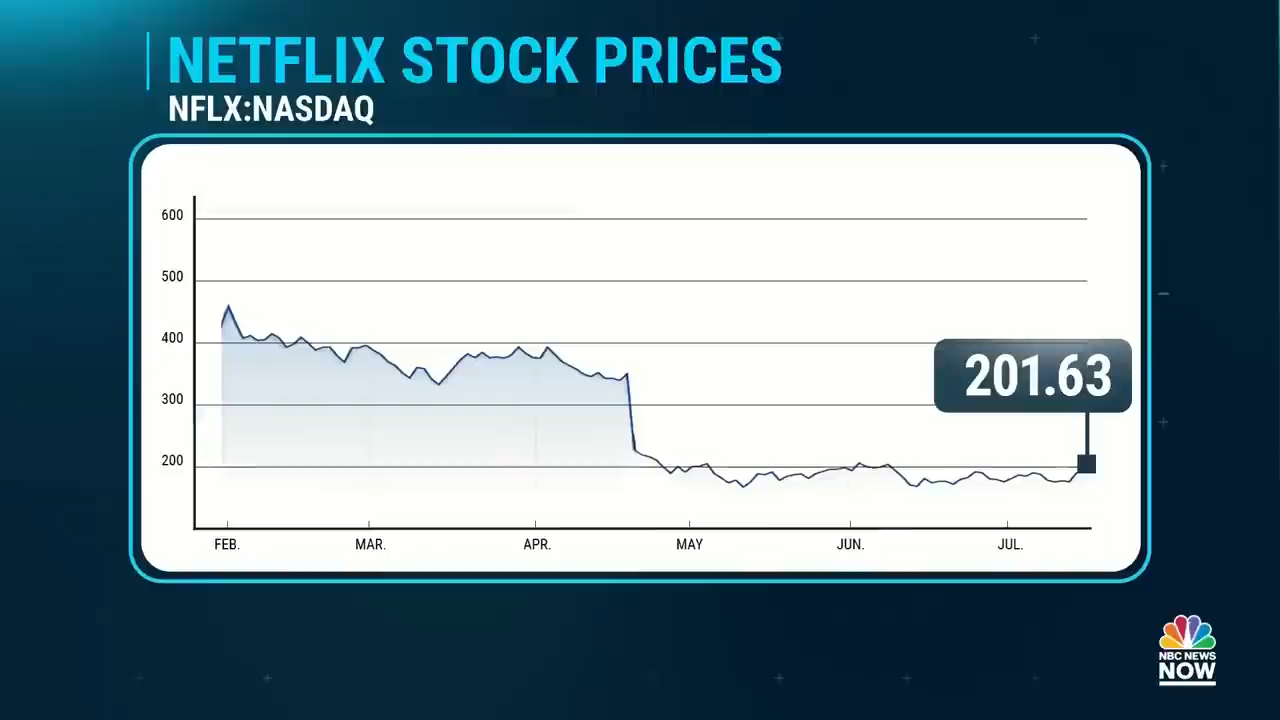 NETFLIX STOCK PRICES
NFLX:NASDAQ
600
500
400
300
200
201.63
FEB. MAR. APR. MAY JUN. JUL.
NBC NEWS
NOW